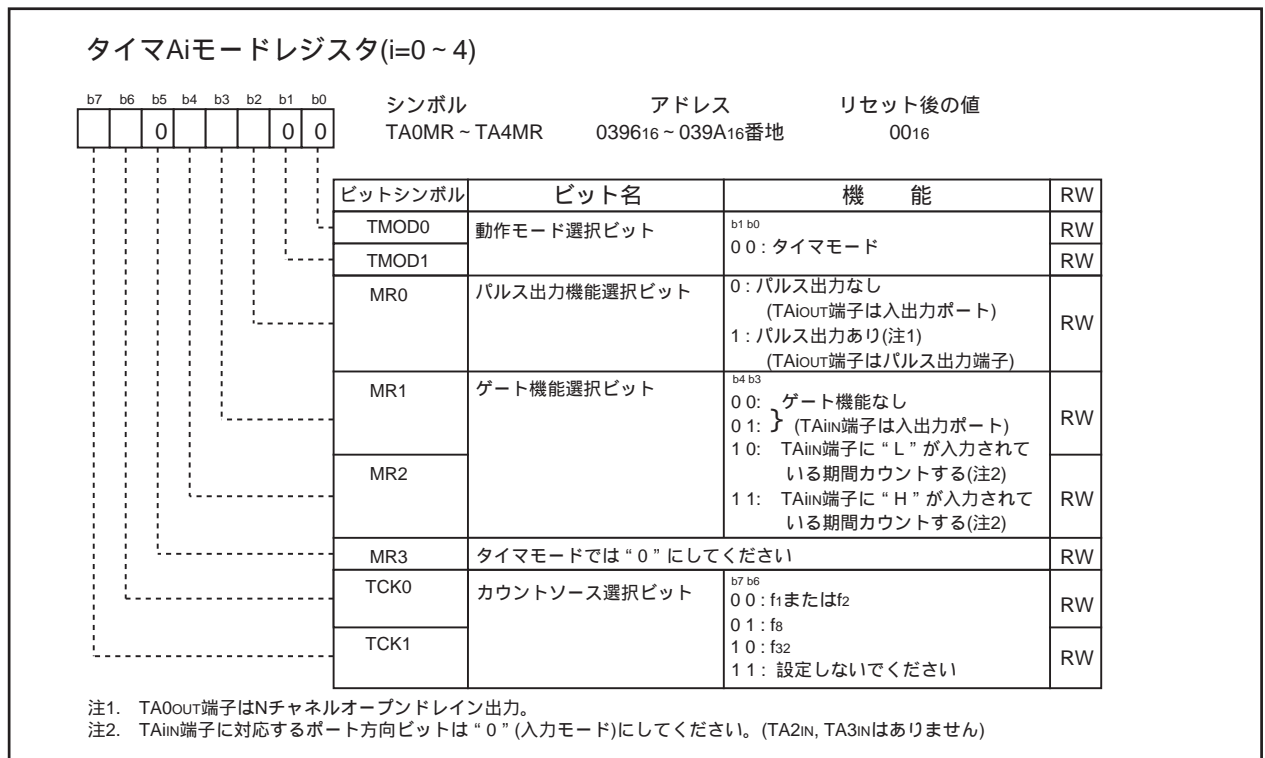 タイマAiモードレジスタ(i=0～4)
b7 b6 b5 b4 b3 b2 b1 b0
0 0 0
シンボル アドレス リセット後の値
TA0MR～TA4MR 039616～039A16番地 0016
ビットシンボル ビット名 機 能 RW
TMOD0 動作モード選択ビット b1 b0 RW
0 0 : タイマモード
TMOD1 RW
MR0 パルス出力機能選択ビット 0 : パルス出力なし RW
(TAiOUT端子は入出力ポート)
1 : パルス出力あり(注1)
(TAiOUT端子はパルス出力端子)
MR1 ゲート機能選択ビット b4 b3 RW
0 0: ゲート機能なし
0 1: } (TAiIN端子は入出力ポート)
1 0: TAiIN端子に“L”が入力されて
いる期間カウントする(注2)
MR2 RW
1 1: TAiIN端子に“H”が入力されて
いる期間カウントする(注2)
MR3 タイマモードでは“0”にしてください RW
TCK0 カウントソース選択ビット b7 b6 RW
0 0 : f1またはf2
0 1 : f8
TCK1 1 0 : f32 RW
1 1 : 設定しないでください
注1. TA0OUT端子はNチャネルオープンドレイン出力。
注2. TAiIN端子に対応するポート方向ビットは“0”(入力モード)にしてください。(TA2IN, TA3INはありません)